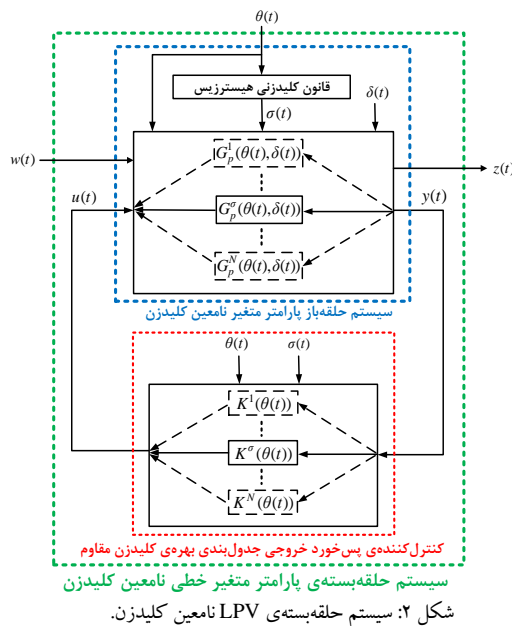 θ(t)
قانون کلیدزنی هیسترزیس
σ(t)
δ(t)
w(t)
z(t)
G_p^1(θ(t),δ(t))
u(t)
y(t)
G_p^σ(θ(t),δ(t))
G_p^N(θ(t),δ(t))
سیستم حلقه‌باز پارامتر متغیر نامعین کلیدزن
θ(t)
σ(t)
K^1(θ(t))
K^σ(θ(t))
K^N(θ(t))
کنترل‌کننده‌ی پس‌خورد خروجی جدول‌بندی بهره‌ی کلیدزن مقاوم
سیستم حلقه‌بسته‌ی پارامتر متغیر خطی نامعین کلیدزن
شکل ۲: سیستم حلقه‌بسته‌ی LPV نامعین کلیدزن.